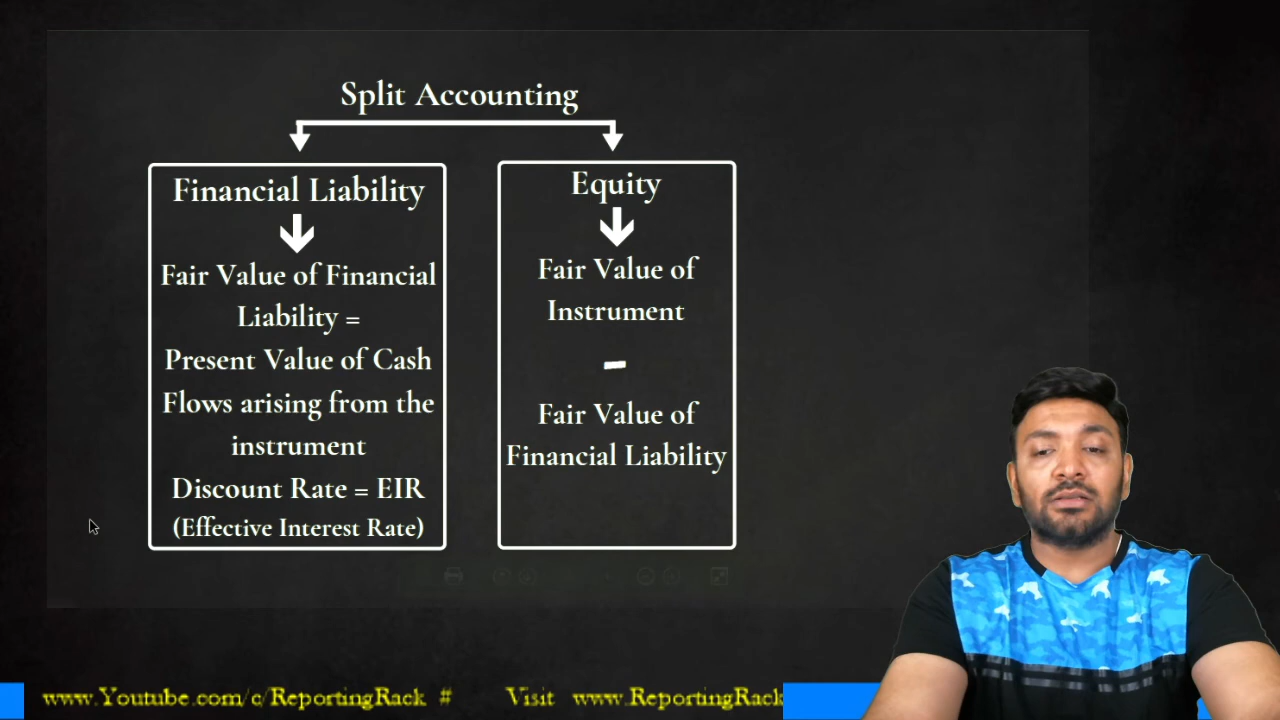 Split Accounting
Financial Liability
Fair Value of Financial
Liability =
Present Value of Cash
Flows arising from the
instrument
Discount Rate = EIR
(Effective Interest Rate)
Equity
Fair Value of
Instrument
-
Fair Value of
Financial Liability
www.Youtube.com/c/ReportingRack # Visit www.ReportingRack